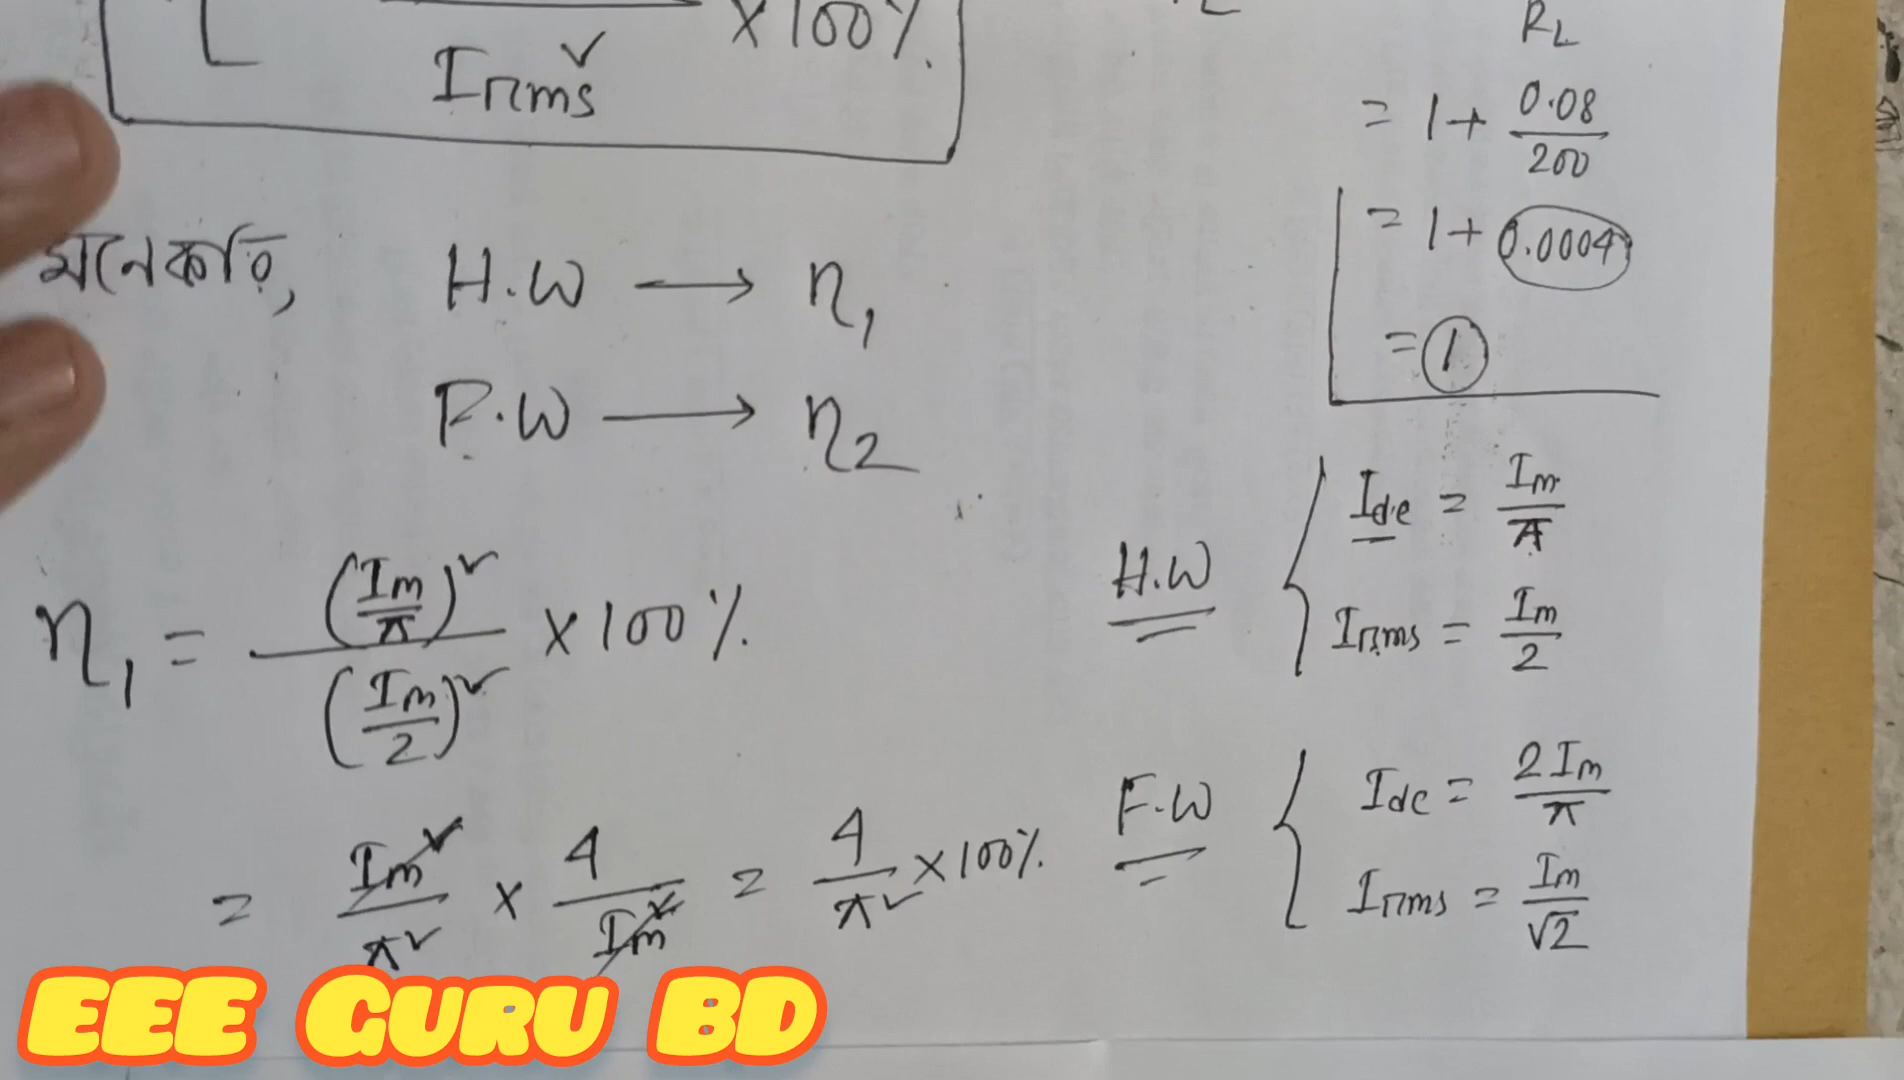 × 100%.
I²rms
মনেকরি,
H.W → η₁
F.W → η₂
η₁ = (Im/π)² / (Im/2)² × 100%.
= Im²/π² × 4/Im² = 4/π² × 100%.
RL
= 1 + 0.08/200
= 1 + 0.0004
= 1
H.W { Idc = Im/π
Irms = Im/2
F.W { Idc = 2Im/π
Irms = Im/√2
EEE GURU BD